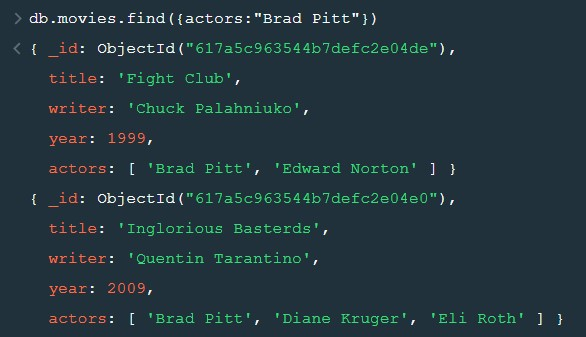 > db.movies.find({actors:"Brad Pitt"})
< { _id: ObjectId("617a5c963544b7defc2e04de"),
title: 'Fight Club',
writer: 'Chuck Palahniuko',
year: 1999,
actors: [ 'Brad Pitt', 'Edward Norton' ] }
{ _id: ObjectId("617a5c963544b7defc2e04e0"),
title: 'Inglorious Basterds',
writer: 'Quentin Tarantino',
year: 2009,
actors: [ 'Brad Pitt', 'Diane Kruger', 'Eli Roth' ] }